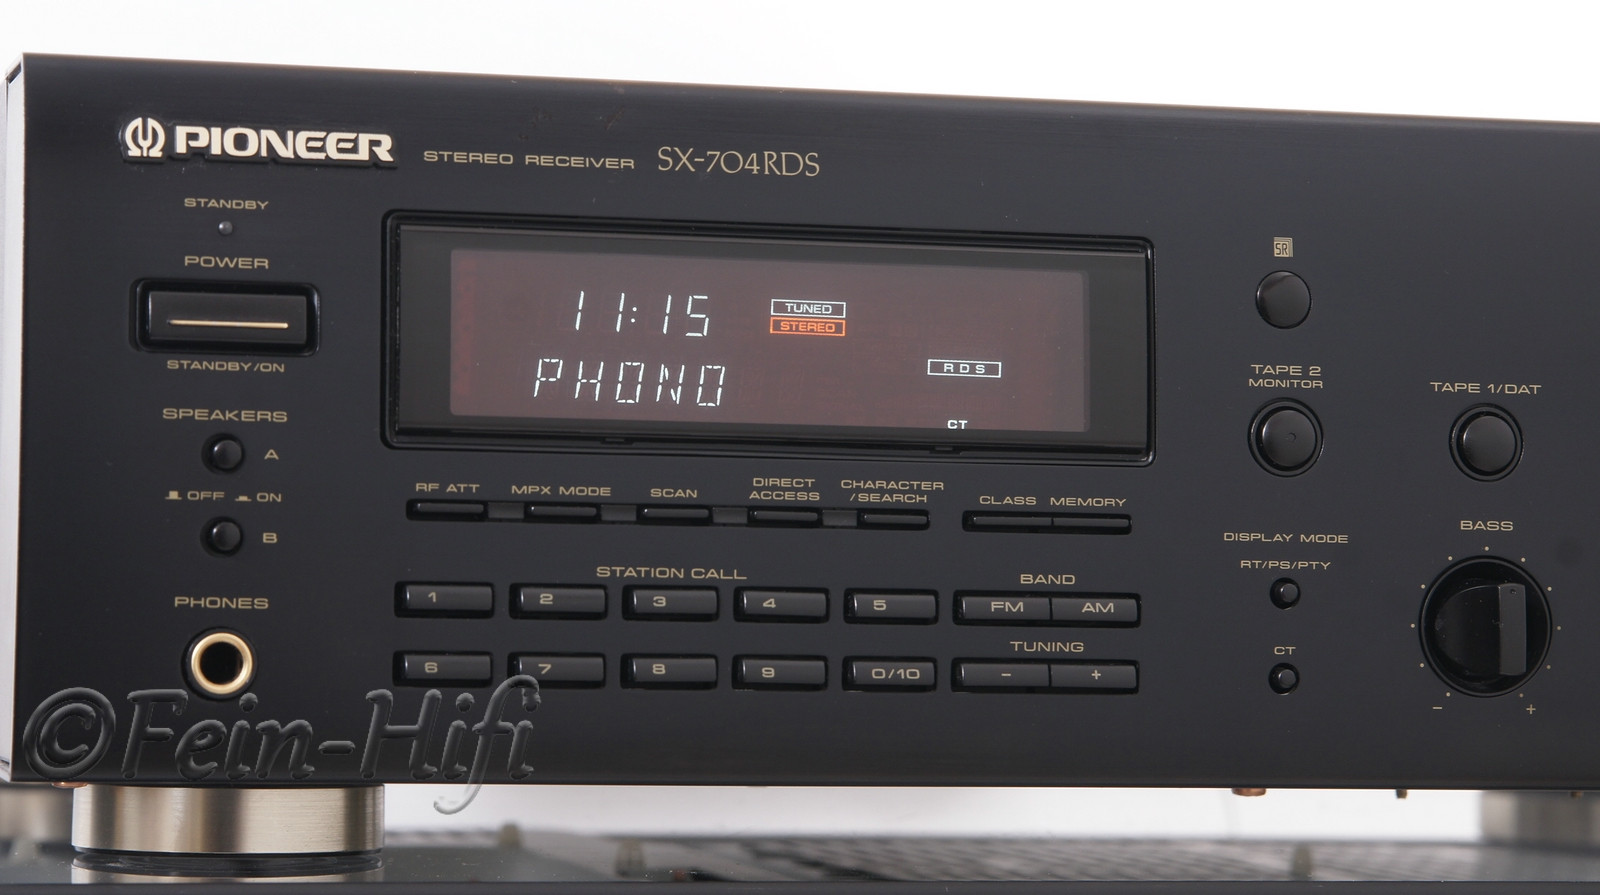 PIONEER STEREO RECEIVER SX-704RDS
STANDBY
POWER
STANDBY/ON
SPEAKERS
A
OFF ON
B
PHONES
11:15 TUNED
STEREO
PHONO RDS
CT
RF ATT MPX MODE SCAN DIRECT ACCESS CHARACTER /SEARCH CLASS MEMORY
STATION CALL BAND
1 2 3 4 5 FM AM
TUNING
6 7 8 9 0/10 - +
SR
TAPE 2
MONITOR
TAPE 1/DAT
DISPLAY MODE
RT/PS/PTY
CT
BASS
- +
©Fein-Hifi